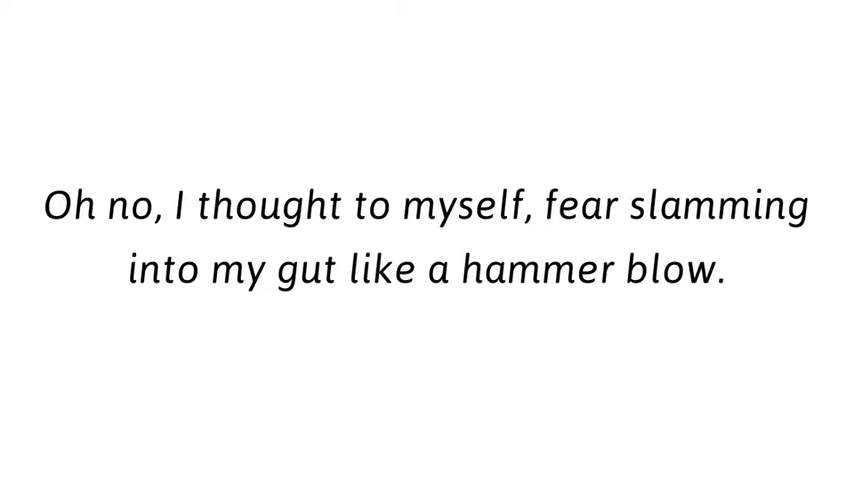 Oh no, I thought to myself, fear slamming
into my gut like a hammer blow.